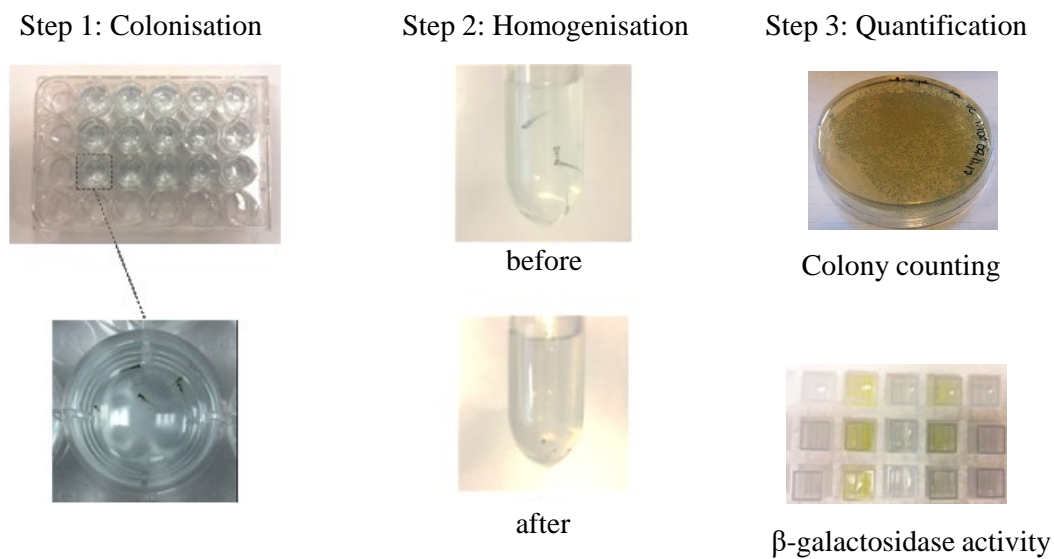 Step 1: Colonisation
Step 2: Homogenisation
Step 3: Quantification
before
Colony counting
after
β-galactosidase activity